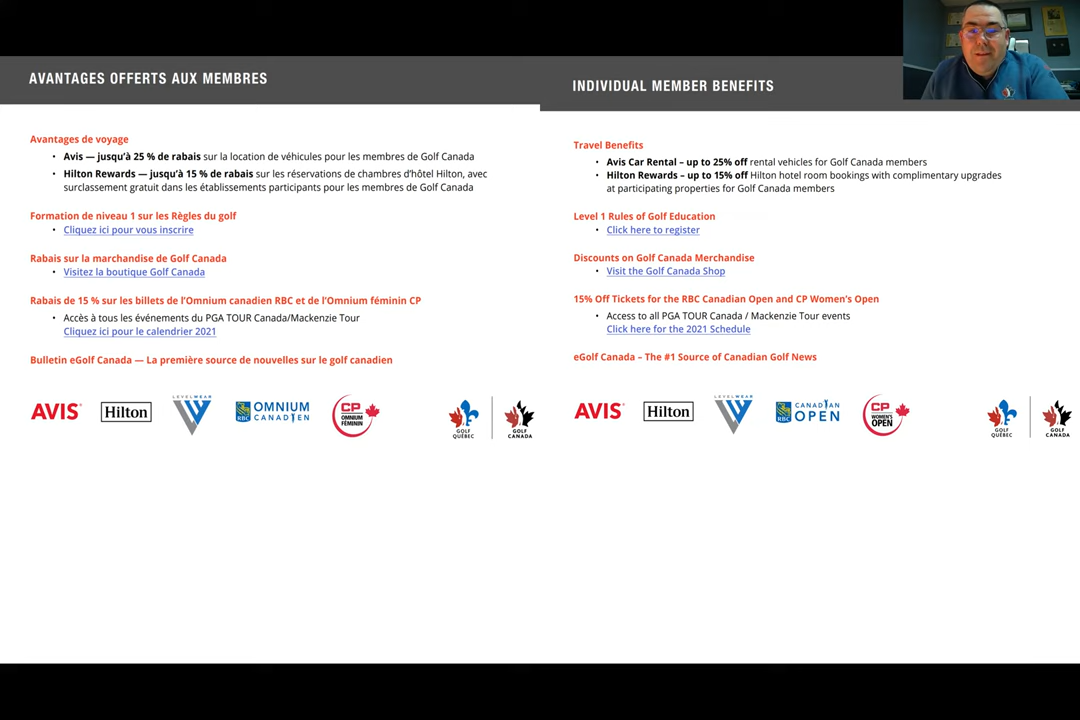 AVANTAGES OFFERTS AUX MEMBRES
Avantages de voyage
• Avis — jusqu'à 25 % de rabais sur la location de véhicules pour les membres de Golf Canada
• Hilton Rewards — jusqu'à 15 % de rabais sur les réservations de chambres d'hôtel Hilton, avec
surclassement gratuit dans les établissements participants pour les membres de Golf Canada
Formation de niveau 1 sur les Règles du golf
• Cliquez ici pour vous inscrire
Rabais sur la marchandise de Golf Canada
• Visitez la boutique Golf Canada
Rabais de 15 % sur les billets de l'Omnium canadien RBC et de l'Omnium féminin CP
• Accès à tous les événements du PGA TOUR Canada/Mackenzie Tour
Cliquez ici pour le calendrier 2021
Bulletin eGolf Canada — La première source de nouvelles sur le golf canadien
AVIS
Hilton
LEVELWEAR
RBC
OMNIUM
CANADIEN
CP
OMNIUM
FÉMININ
GOLF
QUÉBEC
GOLF
CANADA
INDIVIDUAL MEMBER BENEFITS
Travel Benefits
• Avis Car Rental – up to 25% off rental vehicles for Golf Canada members
• Hilton Rewards – up to 15% off Hilton hotel room bookings with complimentary upgrades
at participating properties for Golf Canada members
Level 1 Rules of Golf Education
• Click here to register
Discounts on Golf Canada Merchandise
• Visit the Golf Canada Shop
15% Off Tickets for the RBC Canadian Open and CP Women's Open
• Access to all PGA TOUR Canada / Mackenzie Tour events
Click here for the 2021 Schedule
eGolf Canada – The #1 Source of Canadian Golf News
AVIS
Hilton
LEVELWEAR
RBC
CANADIAN
OPEN
CP
WOMEN'S
OPEN
GOLF
QUÉBEC
GOLF
CANADA